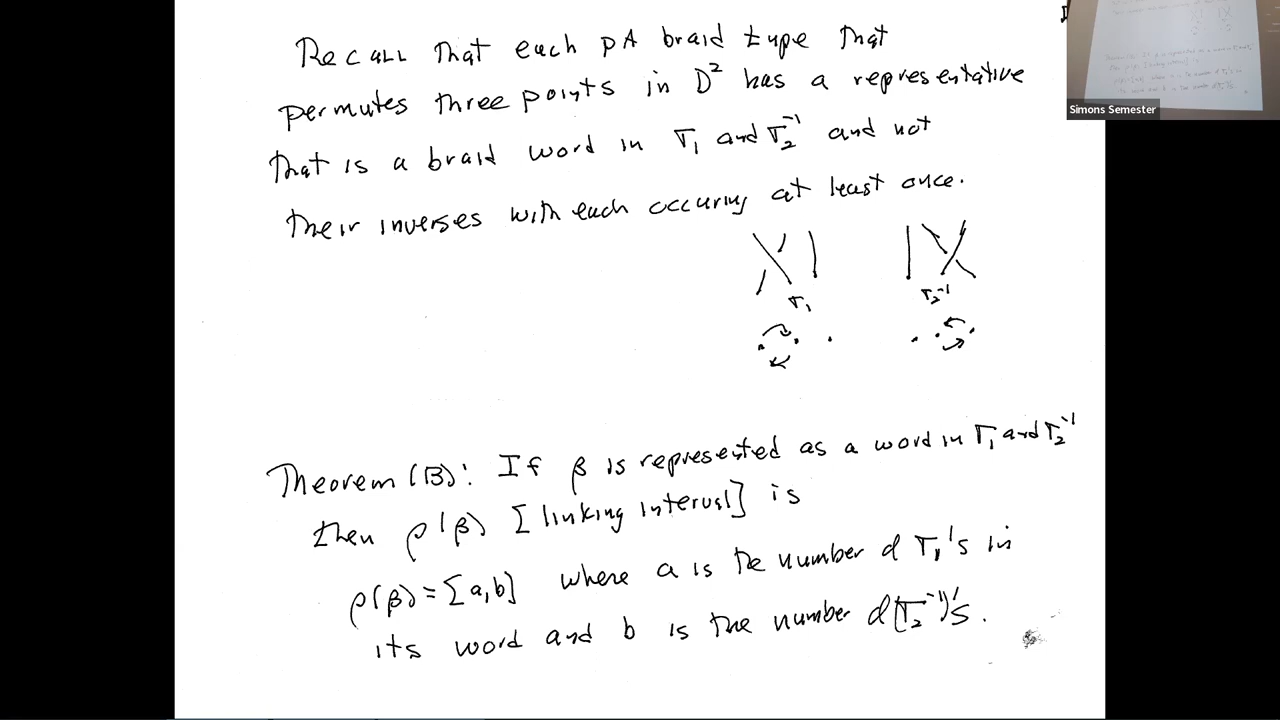 Recall that each pA braid type that
permutes three points in D² has a representative
that is a braid word in σ₁ and σ₂⁻¹ and not
their inverses with each occuring at least once.
σ₁ σ₂⁻¹
Theorem (B): If β is represented as a word in σ₁ and σ₂⁻¹
then ρ(β) [linking interval] is
ρ(β) = [a,b] where a is the number of σ₁'s in
its word and b is the number of (σ₂⁻¹)'s.
Simons Semester